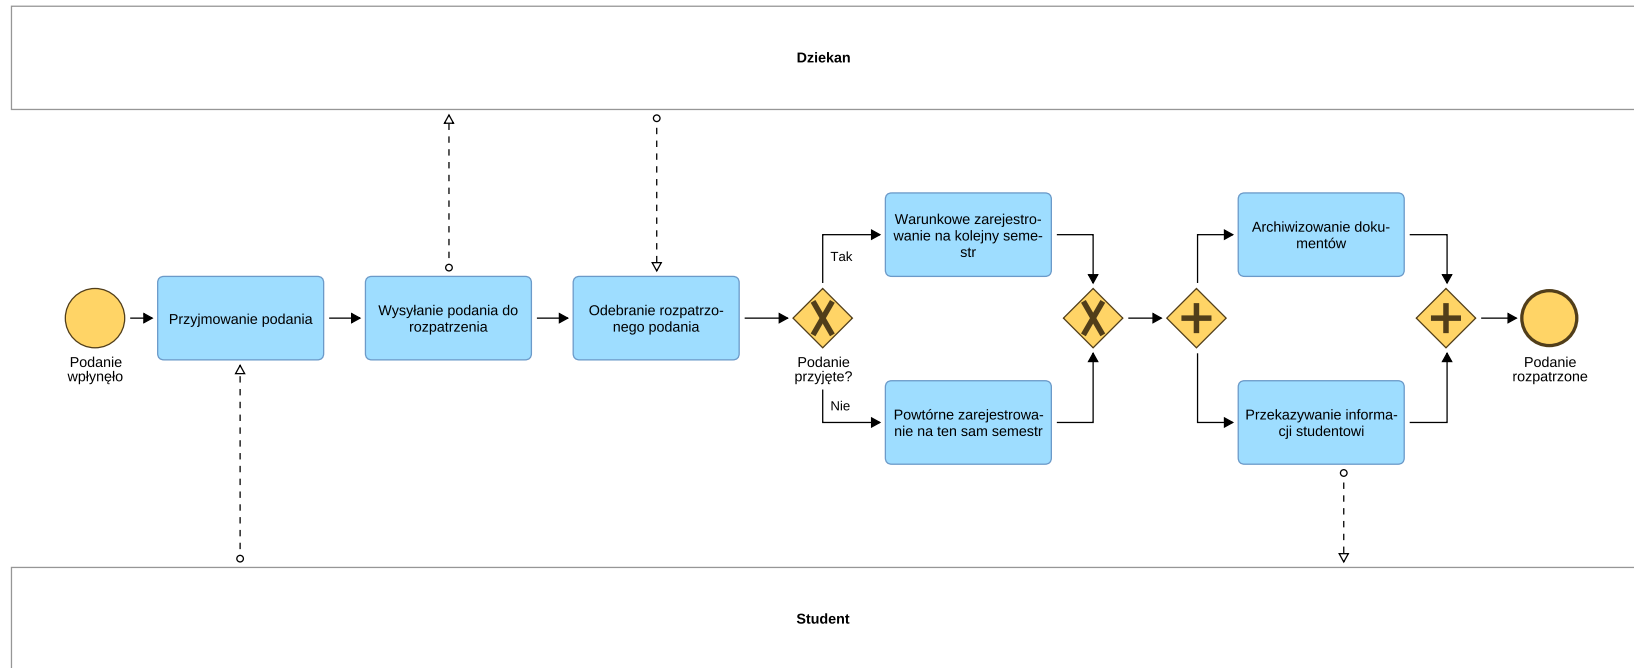 Dziekan
Podanie
wpłynęło
Przyjmowanie podania
Wysyłanie podania do
rozpatrzenia
Odebranie rozpatrzo-
nego podania
Podanie
przyjęte?
Tak
Nie
Warunkowe zarejestro-
wanie na kolejny seme-
str
Powtórne zarejestrowa-
nie na ten sam semestr
Archiwizowanie doku-
mentów
Przekazywanie informa-
cji studentowi
Podanie
rozpatrzone
Student